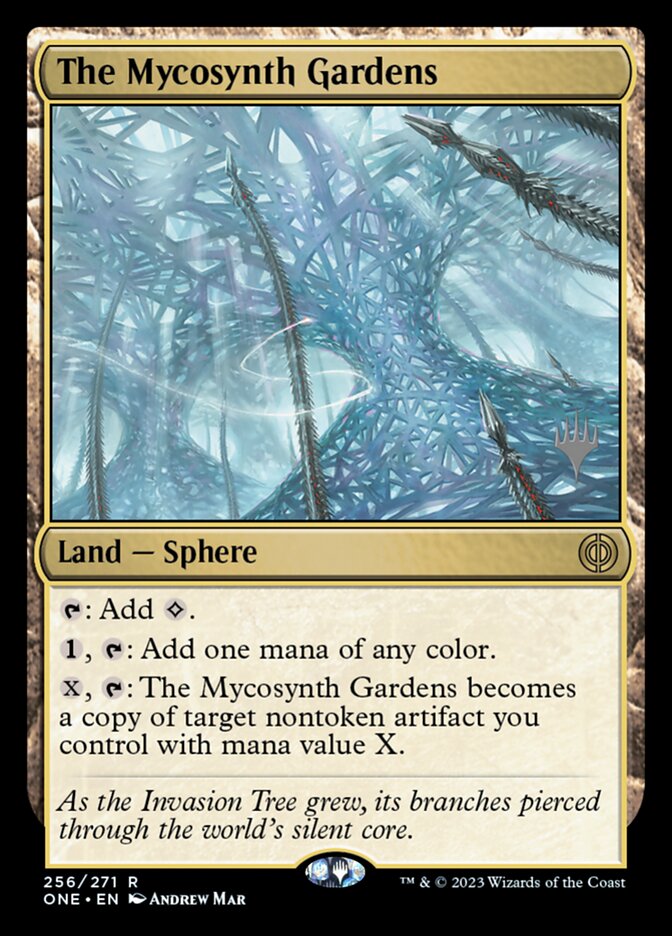 The Mycosynth Gardens
Land — Sphere
: Add .
1, : Add one mana of any color.
X, : The Mycosynth Gardens becomes
a copy of target nontoken artifact you
control with mana value X.
As the Invasion Tree grew, its branches pierced
through the world's silent core.
256/271 R
ONE • EN Andrew Mar
™ & © 2023 Wizards of the Coast